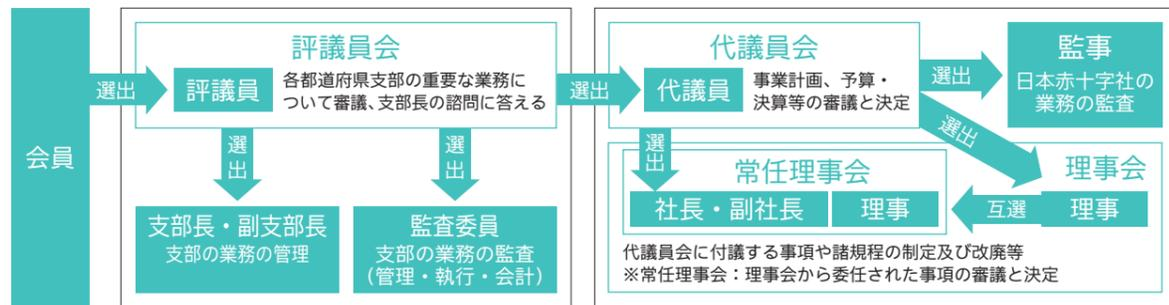 会員
選出
評議員会
評議員
各都道府県支部の重要な業務に
ついて審議、支部長の諮問に答える
選出
支部長・副支部長
支部の業務の管理
選出
監査委員
支部の業務の監査
(管理・執行・会計)
選出
代議員会
代議員
事業計画、予算・
決算等の審議と決定
選出
監事
日本赤十字社の
業務の監査
選出
選出
常任理事会
社長・副社長
理事
互選
理事会
理事
代議員会に付議する事項や諸規程の制定及び改廃等
※常任理事会：理事会から委任された事項の審議と決定